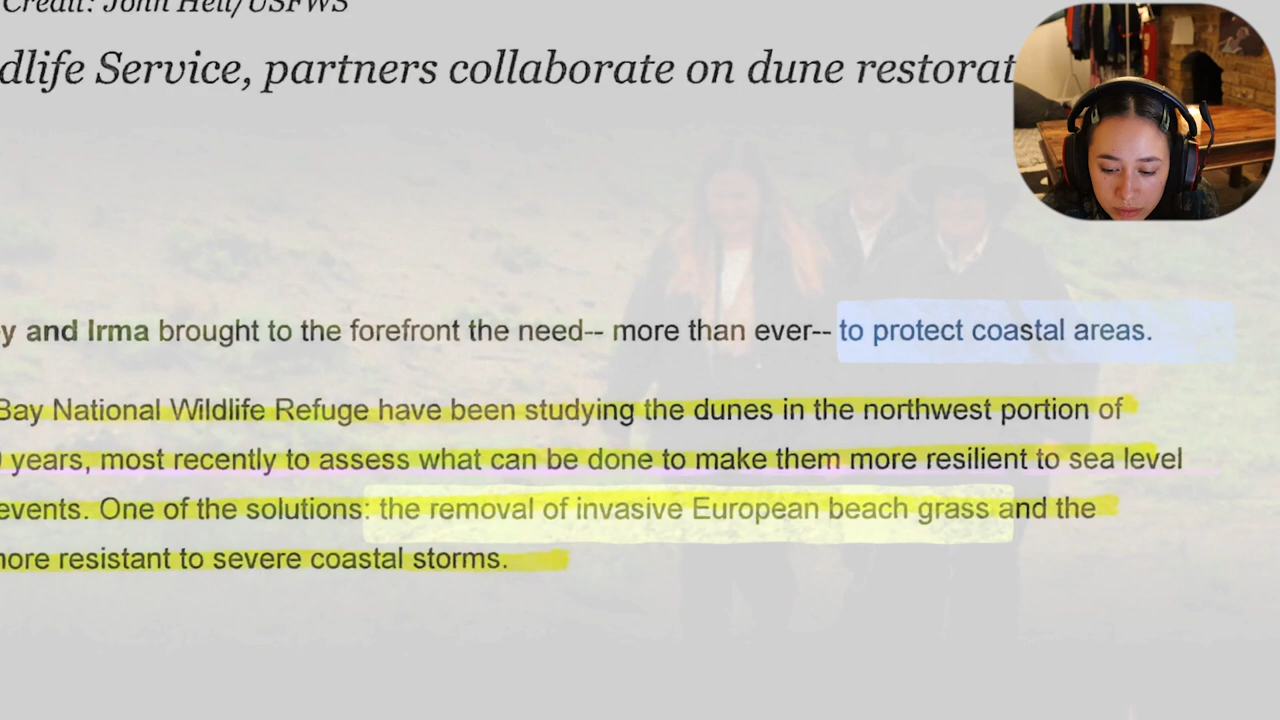 Credit: John Heil/USFWS
dlife Service, partners collaborate on dune restorat
y and Irma brought to the forefront the need-- more than ever-- to protect coastal areas.
Bay National Wildlife Refuge have been studying the dunes in the northwest portion of
years, most recently to assess what can be done to make them more resilient to sea level
events. One of the solutions: the removal of invasive European beach grass and the
more resistant to severe coastal storms.